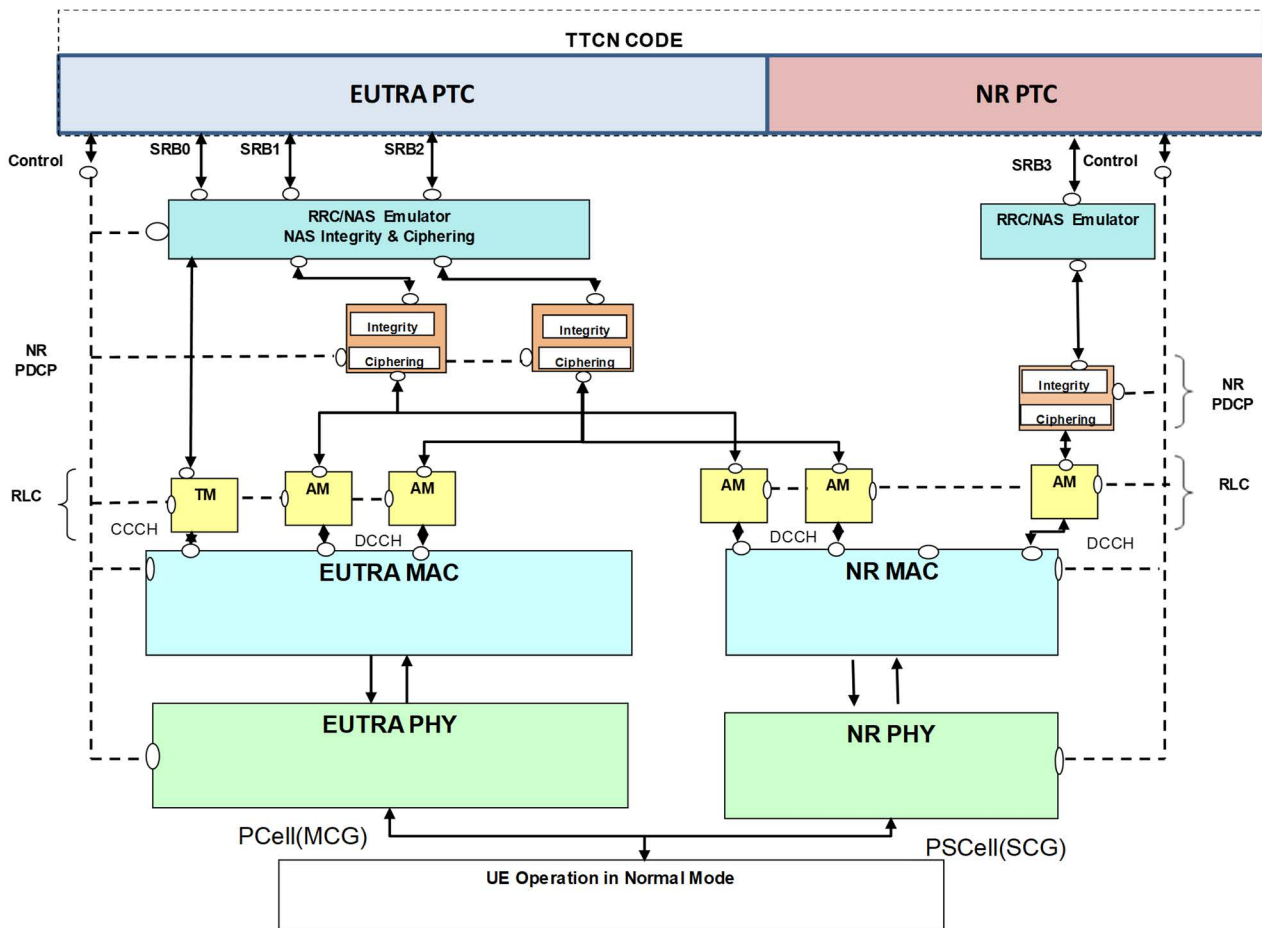 TTCN CODE
EUTRA PTC
NR PTC
Control
SRB0
SRB1
SRB2
SRB3
Control
RRC/NAS Emulator
NAS Integrity & Ciphering
RRC/NAS Emulator
NR
PDCP
Integrity
Ciphering
Integrity
Ciphering
Integrity
Ciphering
NR
PDCP
RLC
TM
AM
AM
AM
AM
AM
RLC
CCCH
DCCH
DCCH
DCCH
EUTRA MAC
NR MAC
EUTRA PHY
NR PHY
PCell(MCG)
PSCell(SCG)
UE Operation in Normal Mode